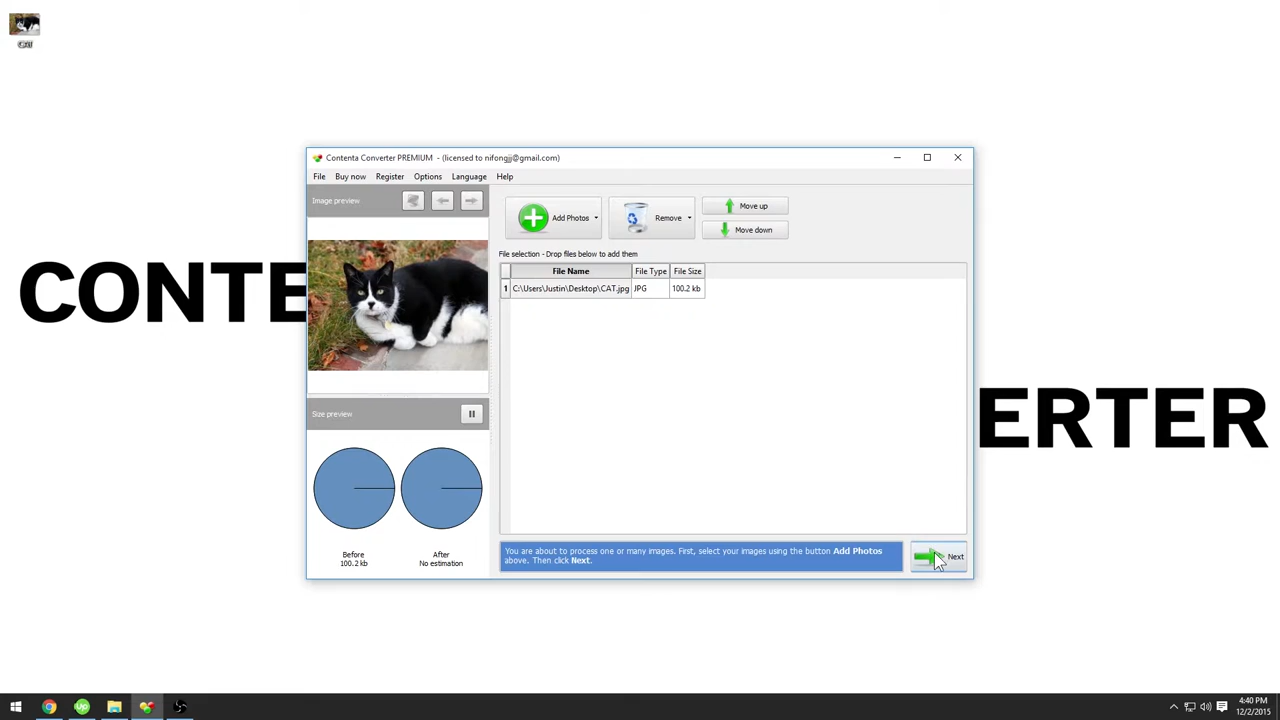 CAT
CONTE
ERTER
Contenta Converter PREMIUM - (licensed to nifongjj@gmail.com)
File Buy now Register Options Language Help
Image preview
Add Photos
Remove
Move up
Move down
File selection - Drop files below to add them
File Name File Type File Size
1 C:\Users\Justin\Desktop\CAT.jpg JPG 100.2 kb
Size preview
Before
100.2 kb
After
No estimation
You are about to process one or many images. First, select your images using the button Add Photos
above. Then click Next.
Next
Up
4:40 PM
12/2/2015